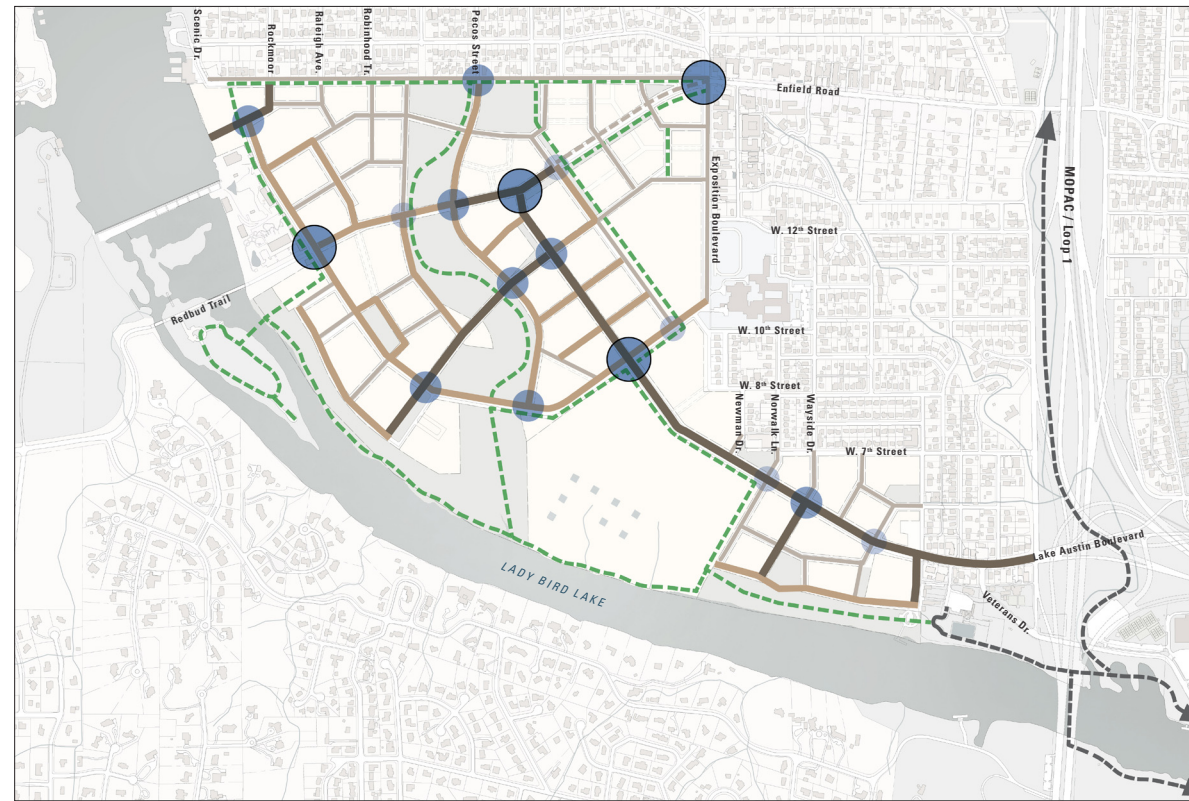 Scenic Dr.
Rockmoor
Raleigh Ave.
Robinhood Tr.
Pecos Street
Enfield Road
Exposition Boulevard
MOPAC / Loop 1
W. 12th Street
Redbud Trail
W. 10th Street
W. 8th Street
Newman Dr.
Norwalk Ln.
Wayside Dr.
W. 7th Street
Lake Austin Boulevard
LADY BIRD LAKE
Veterans Dr.